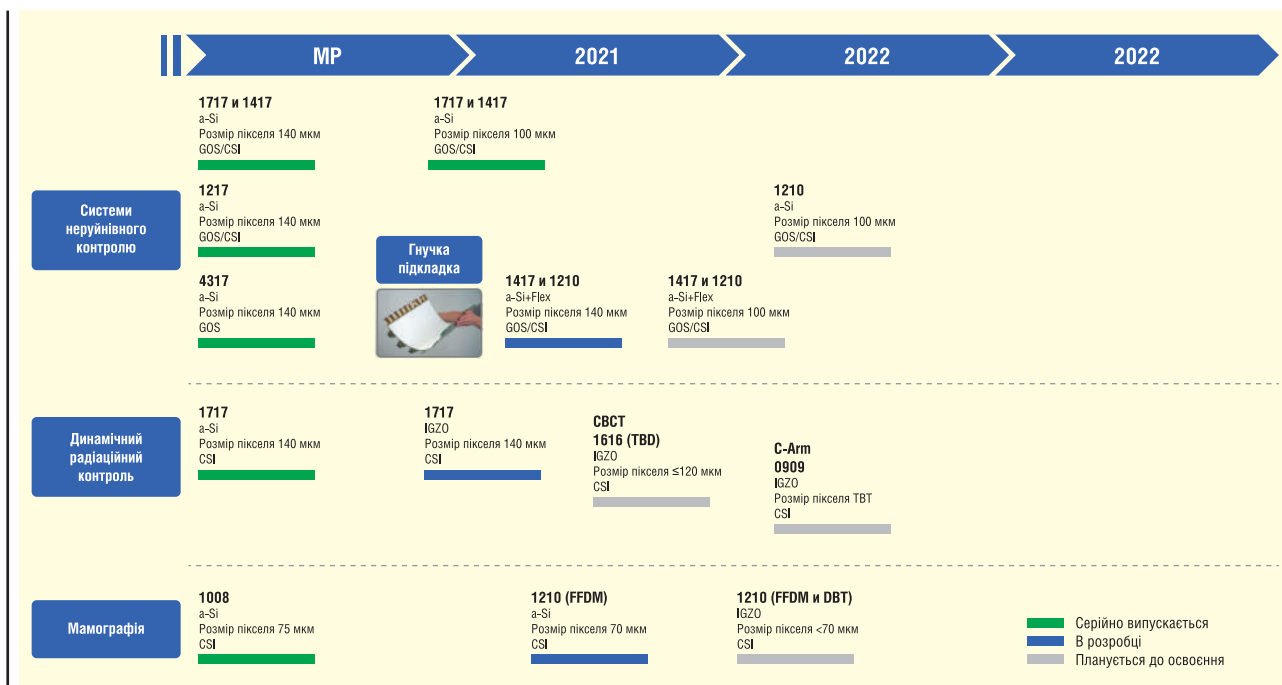 MP
2021
2022
2022
1717 и 1417
a-Si
Розмір пікселя 140 мкм
GOS/CSI
1717 и 1417
a-Si
Розмір пікселя 100 мкм
GOS/CSI
Системи
неруйнівного
контролю
1217
a-Si
Розмір пікселя 140 мкм
GOS/CSI
1210
a-Si
Розмір пікселя 100 мкм
GOS/CSI
4317
a-Si
Розмір пікселя 140 мкм
GOS
Гнучка
підкладка
1417 и 1210
a-Si+Flex
Розмір пікселя 140 мкм
GOS/CSI
1417 и 1210
a-Si+Flex
Розмір пікселя 100 мкм
GOS/CSI
Динамічний
радіаційний
контроль
1717
a-Si
Розмір пікселя 140 мкм
CSI
1717
IGZO
Розмір пікселя 140 мкм
CSI
CBCT
1616 (TBD)
IGZO
Розмір пікселя ≤120 мкм
CSI
C-Arm
0909
IGZO
Розмір пікселя TBT
CSI
Мамографія
1008
a-Si
Розмір пікселя 75 мкм
CSI
1210 (FFDM)
a-Si
Розмір пікселя 70 мкм
CSI
1210 (FFDM и DBT)
IGZO
Розмір пікселя <70 мкм
CSI
Серійно випускається
В розробці
Планується до освоєння